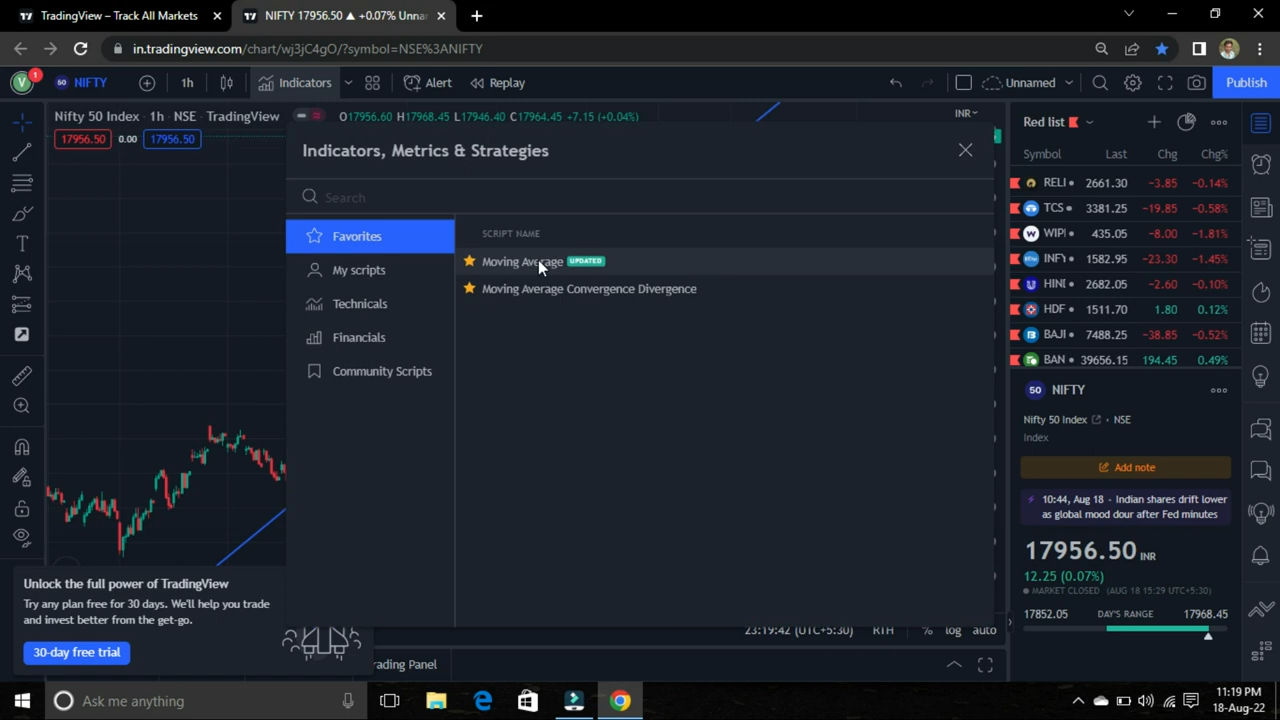 TradingView – Track All Markets
NIFTY 17956.50 ▲ +0.07% Unnar
in.tradingview.com/chart/wj3jC4gO/?symbol=NSE%3ANIFTY
V
1
50
NIFTY
1h
Indicators
Alert
Replay
Unnamed
Publish
Nifty 50 Index · 1h · NSE · TradingView
O17956.60 H17968.45 L17946.40 C17964.45 +7.15 (+0.04%)
INR
17956.50
0.00
17956.50
Indicators, Metrics & Strategies
Search
Favorites
My scripts
Technicals
Financials
Community Scripts
SCRIPT NAME
Moving Average UPDATED
Moving Average Convergence Divergence
Red list
Symbol Last Chg Chg%
RELI 2661.30 −3.85 −0.14%
TCS 3381.25 −19.85 −0.58%
WIPI 435.05 −8.00 −1.81%
INFY 1582.95 −23.30 −1.45%
HINI 2682.05 −2.60 −0.10%
HDF 1511.70 1.80 0.12%
BAJI 7488.25 −38.85 −0.52%
BAN 39656.15 194.45 0.49%
50 NIFTY
Nifty 50 Index • NSE
Index
Add note
10:44, Aug 18 - Indian shares drift lower
as global mood dour after Fed minutes
17956.50 INR
12.25 (0.07%)
MARKET CLOSED (AUG 18 15:29 UTC+5:30)
17852.05 DAY'S RANGE 17968.45
Unlock the full power of TradingView
Try any plan free for 30 days. We'll help you trade
and invest better from the get-go.
30-day free trial
23:19:42 (UTC+5:30) RTH % log auto
rading Panel
Ask me anything
11:19 PM
18-Aug-22